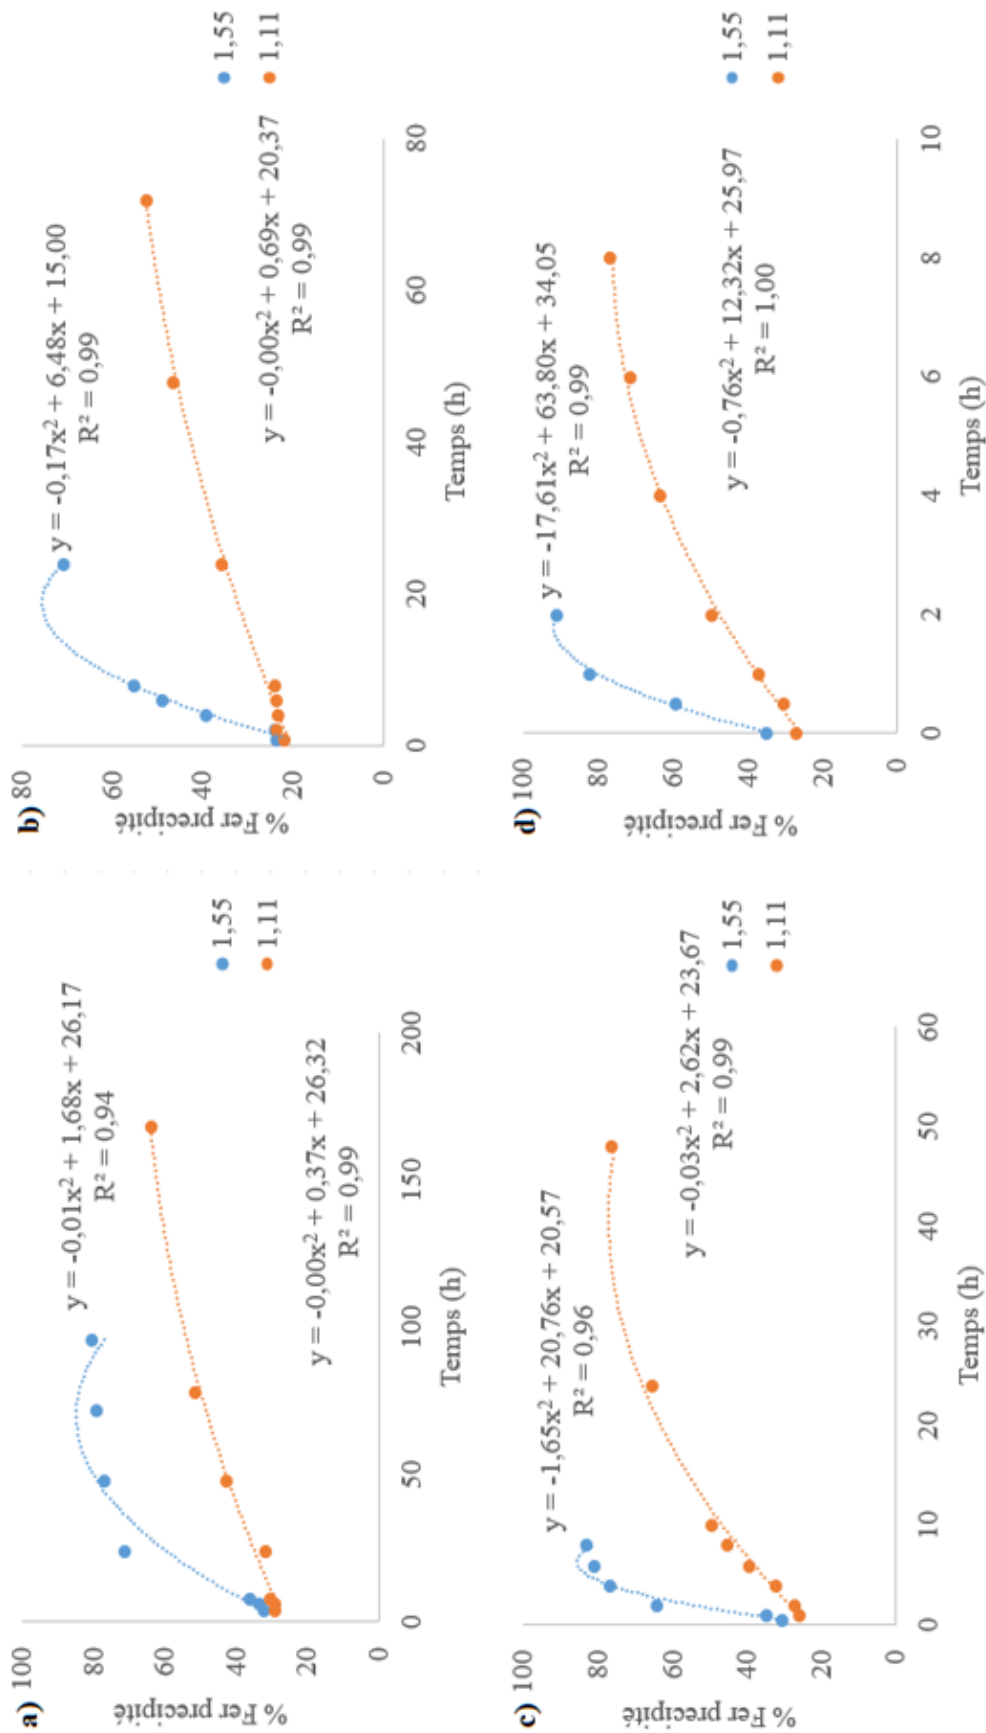 a)
% Fer precipité
100
80
60
40
20
0
0
50
100
150
200
Temps (h)
y = -0,01x² + 1,68x + 26,17
R² = 0,94
y = -0,00x² + 0,37x + 26,32
R² = 0,99
1,55
1,11
b)
% Fer precipité
80
60
40
20
0
0
20
40
60
80
Temps (h)
y = -0,17x² + 6,48x + 15,00
R² = 0,99
y = -0,00x² + 0,69x + 20,37
R² = 0,99
1,55
1,11
c)
% Fer precipité
100
80
60
40
20
0
0
10
20
30
40
50
60
Temps (h)
y = -1,65x² + 20,76x + 20,57
R² = 0,96
y = -0,03x² + 2,62x + 23,67
R² = 0,99
1,55
1,11
d)
% Fer precipité
100
80
60
40
20
0
0
2
4
6
8
10
Temps (h)
y = -17,61x² + 63,80x + 34,05
R² = 0,99
y = -0,76x² + 12,32x + 25,97
R² = 1,00
1,55
1,11